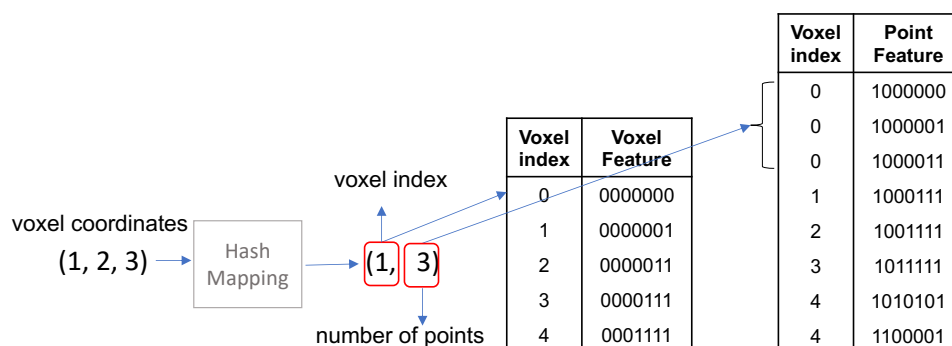 voxel coordinates
(1, 2, 3)
Hash
Mapping
voxel index
(1, 3)
number of points
Voxel index Voxel Feature
0 0000000
1 0000001
2 0000011
3 0000111
4 0001111
Voxel index Point Feature
0 1000000
0 1000001
0 1000011
1 1000111
2 1001111
3 1011111
4 1010101
4 1100001